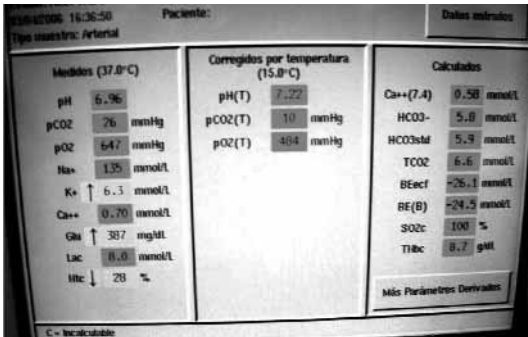 03/04/2006 16:36:50 Paciente:
Tipo muestra: Arterial
Datos entrados
Medidos (37.0ºC)
pH 6.96
pCO2 26 mmHg
pO2 647 mmHg
Na+ 135 mmol/L
K+ ↑ 6.3 mmol/L
Ca++ 0.70 mmol/L
Glu ↑ 387 mg/dL
Lac 8.0 mmol/L
Htc ↓ 28 %
Corregidos por temperatura
(15.0ºC)
pH(T) 7.22
pCO2(T) 10 mmHg
pO2(T) 484 mmHg
Calculados
Ca++(7.4) 0.58 mmol/L
HCO3- 5.8 mmol/L
HCO3std 5.9 mmol/L
TCO2 6.6 mmol/L
BEecf -26.1 mmol/L
BE(B) -24.5 mmol/L
SO2c 100 %
THbc 8.7 g/dl
Más Parámetros Derivados
C = Incalculable